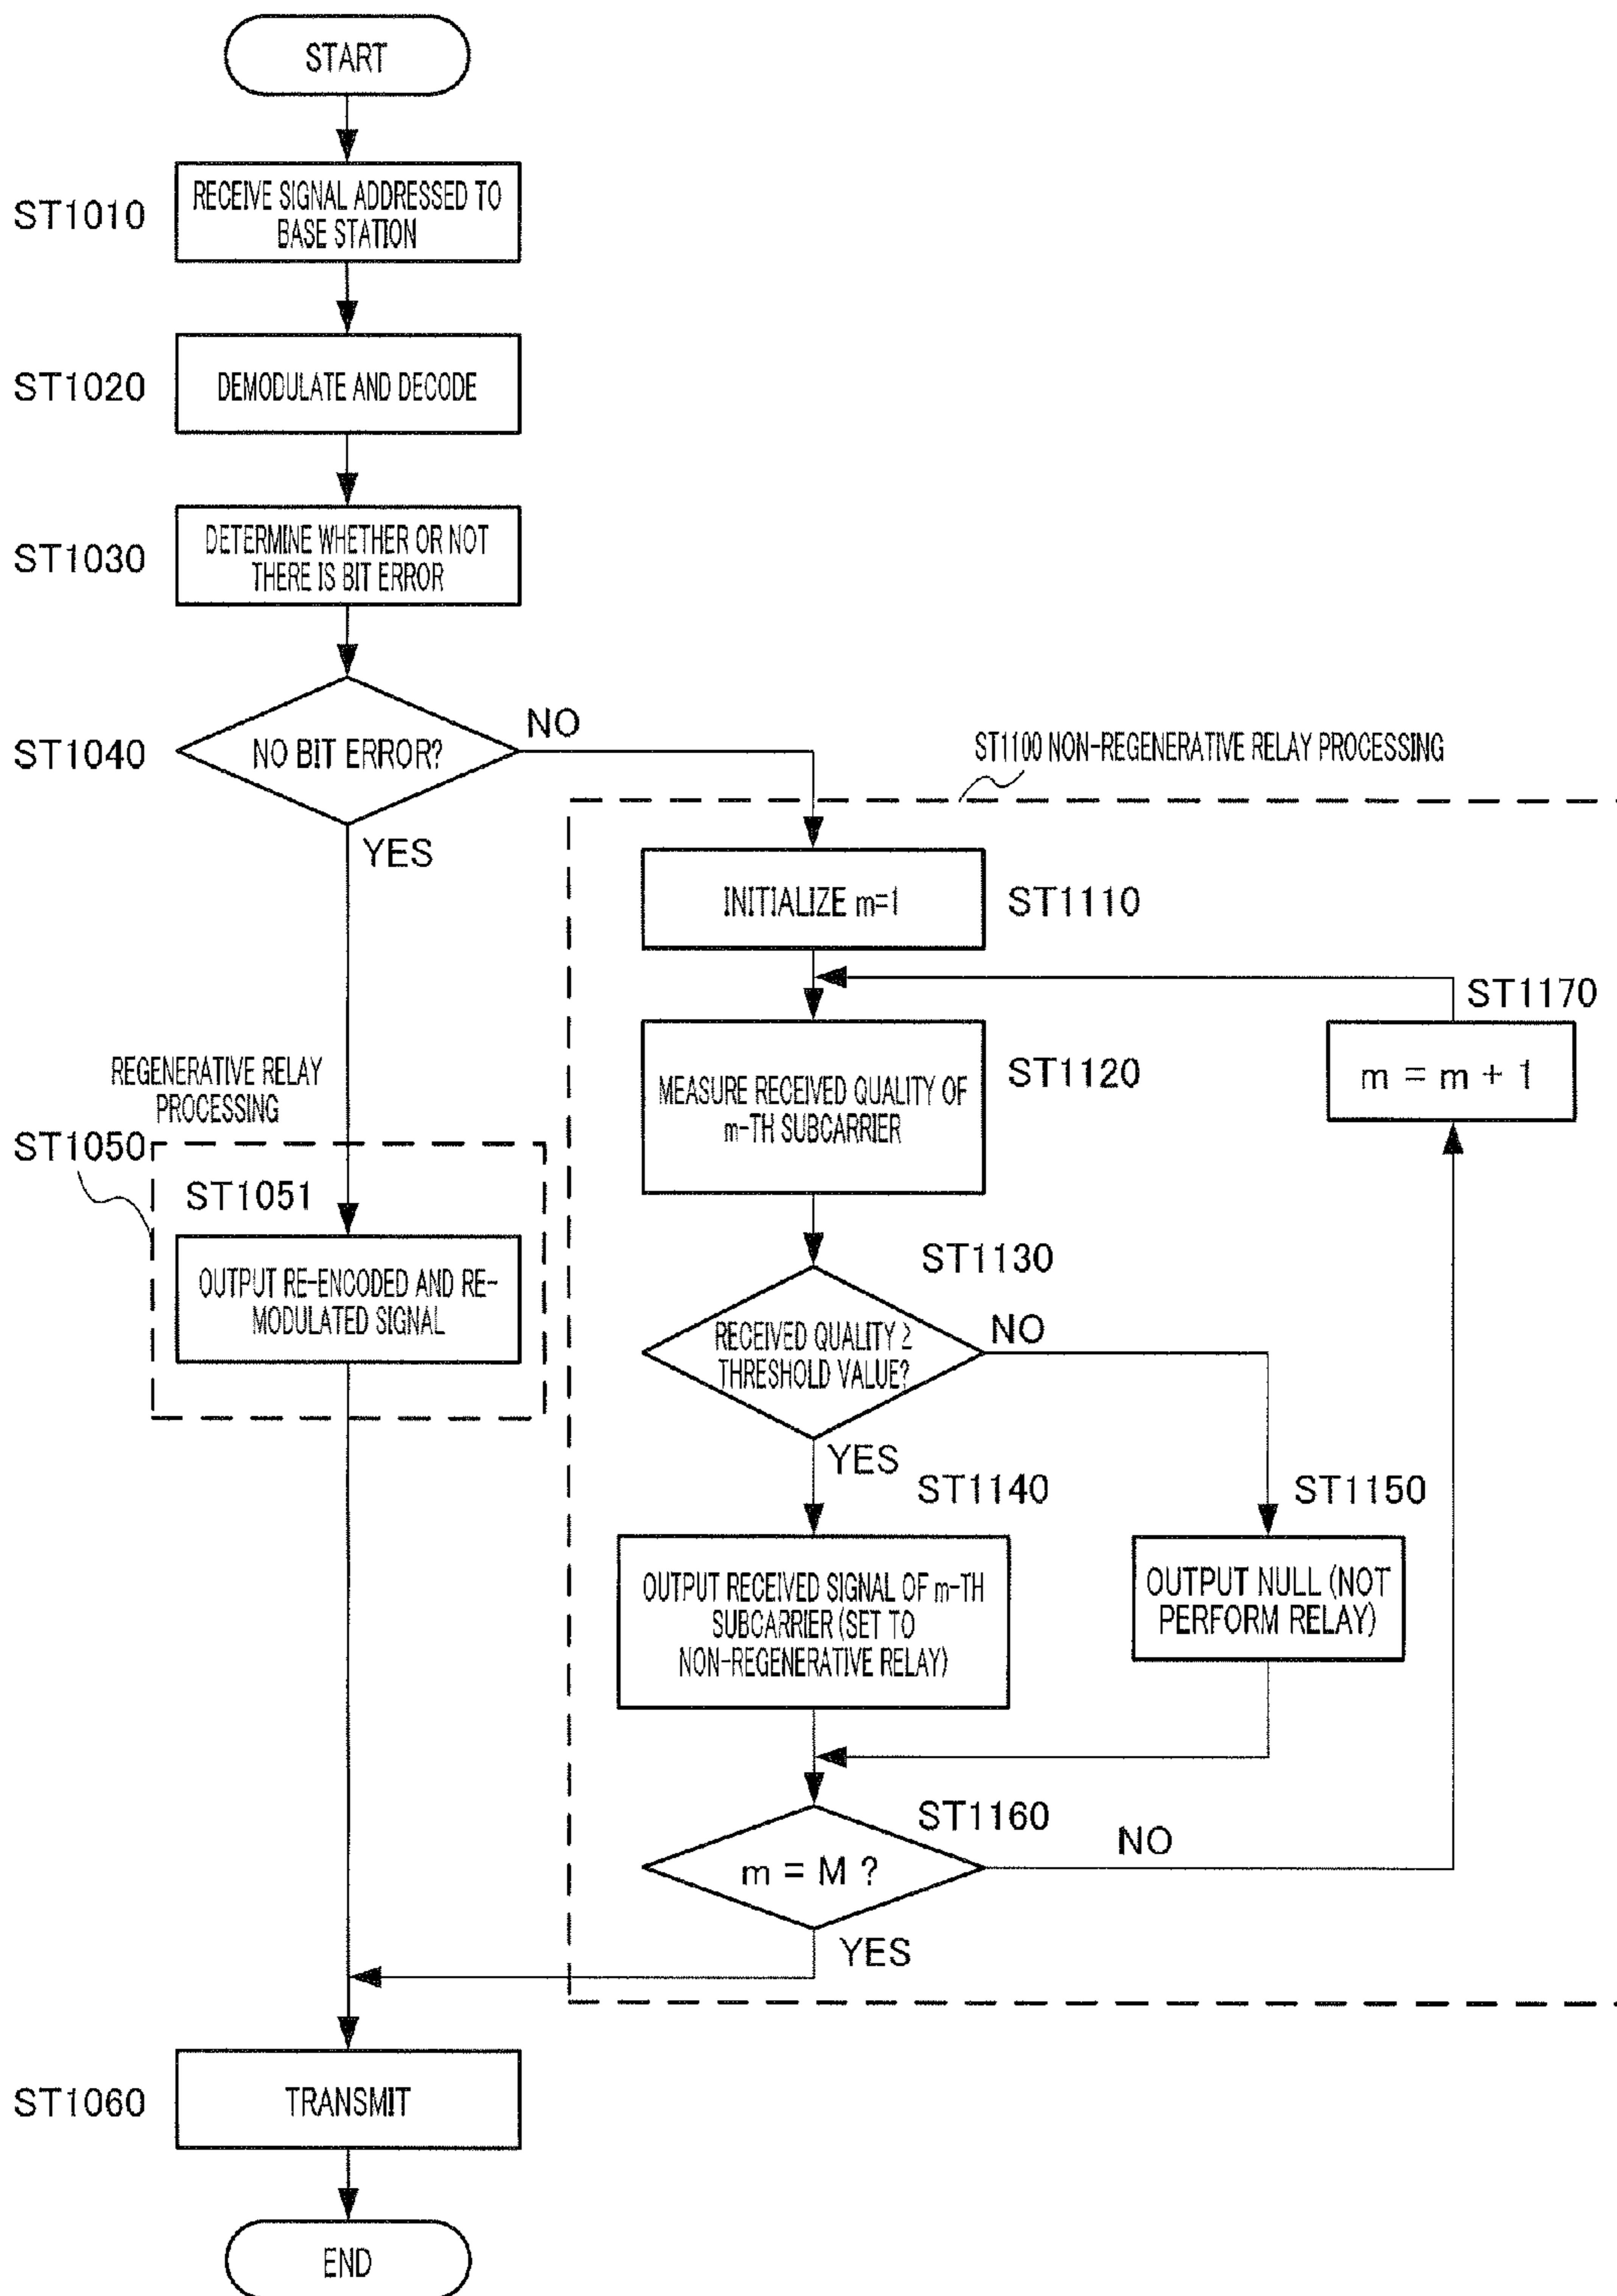 START
ST1010
RECEIVE SIGNAL ADDRESSED TO
BASE STATION
ST1020
DEMODULATE AND DECODE
ST1030
DETERMINE WHETHER OR NOT
THERE IS BIT ERROR
ST1040
NO BIT ERROR?
NO
YES
ST1100 NON-REGENERATIVE RELAY PROCESSING
INITIALIZE m=1
ST1110
ST1170
m = m + 1
MEASURE RECEIVED QUALITY OF
m-TH SUBCARRIER
ST1120
REGENERATIVE RELAY
PROCESSING
ST1050
ST1051
OUTPUT RE-ENCODED AND RE-
MODULATED SIGNAL
ST1130
RECEIVED QUALITY ≥
THRESHOLD VALUE?
NO
YES
ST1140
OUTPUT RECEIVED SIGNAL OF m-TH
SUBCARRIER (SET TO
NON-REGENERATIVE RELAY)
ST1150
OUTPUT NULL (NOT
PERFORM RELAY)
ST1160
m = M ?
NO
YES
ST1060
TRANSMIT
END